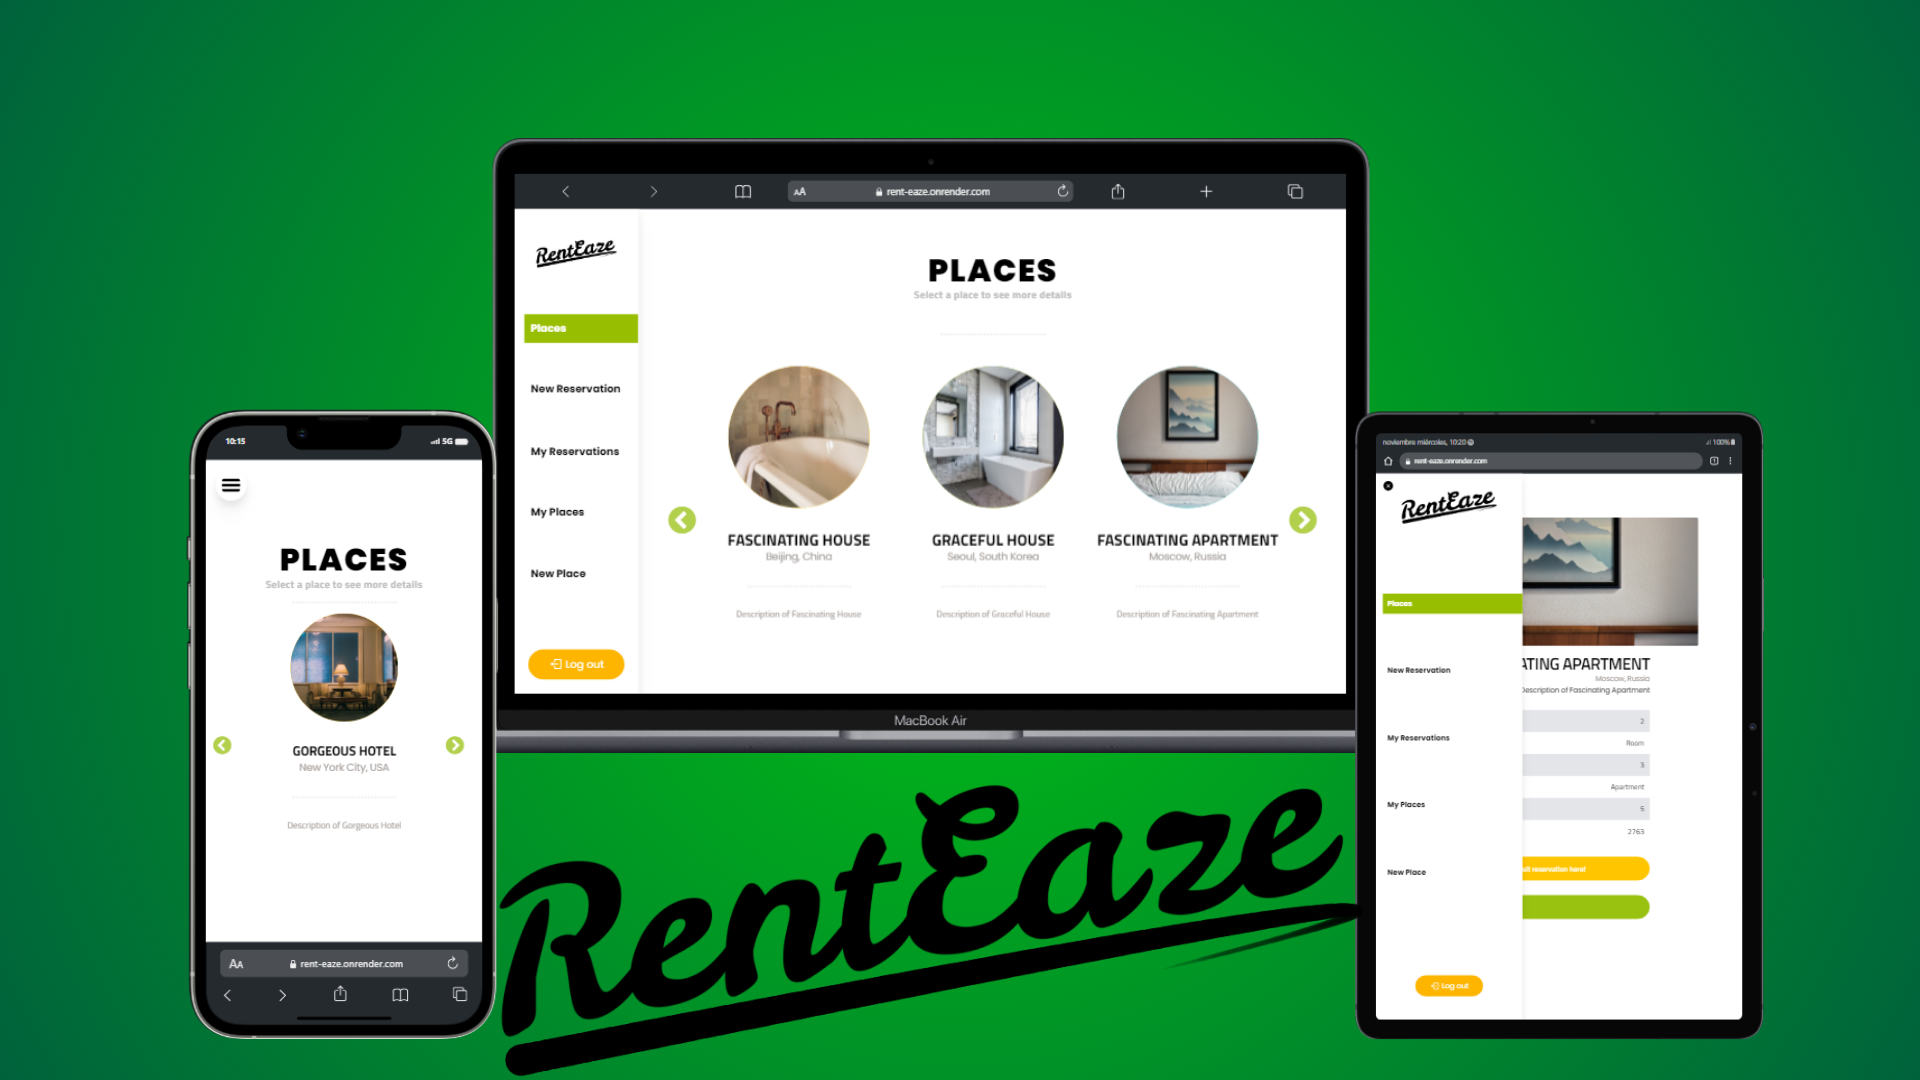 AA rent-eaze.onrender.com
RentEaze
Places
New Reservation
My Reservations
My Places
New Place
Log out
PLACES
Select a place to see more details
FASCINATING HOUSE
Beijing, China
Description of Fascinating House
GRACEFUL HOUSE
Seoul, South Korea
Description of Graceful House
FASCINATING APARTMENT
Moscow, Russia
Description of Fascinating Apartment
MacBook Air
10:15
5G
PLACES
Select a place to see more details
GORGEOUS HOTEL
New York City, USA
Description of Gorgeous Hotel
AA rent-eaze.onrender.com
RentEaze
noviembre miércoles, 10:20
100%
rent-eaze.onrender.com
1
RentEaze
Places
New Reservation
My Reservations
My Places
New Place
Log out
ATING APARTMENT
Moscow, Russia
Description of Fascinating Apartment
2
Room
3
Apartment
5
2763
reservation here!